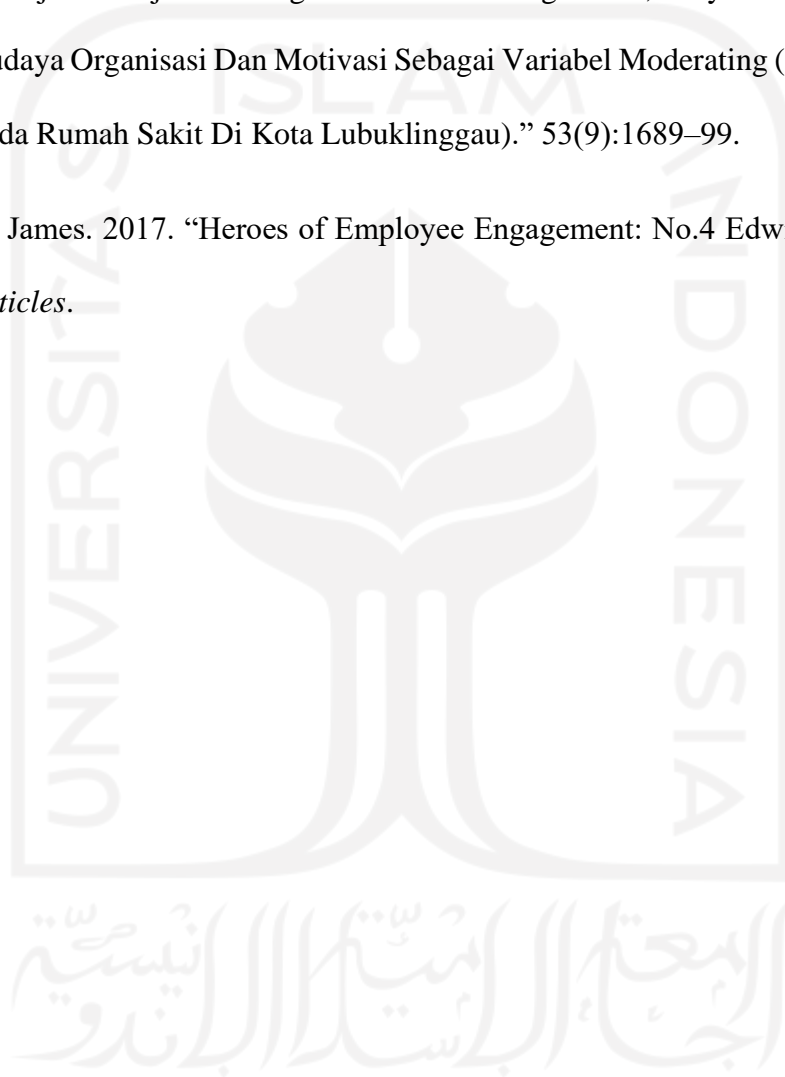 udaya Organisasi Dan Motivasi Sebagai Variabel Moderating (
da Rumah Sakit Di Kota Lubuklinggau).” 53(9):1689–99.
James. 2017. “Heroes of Employee Engagement: No.4 Edw
ticles.
ISLAM
UNIVERSITAS
INDONESIA